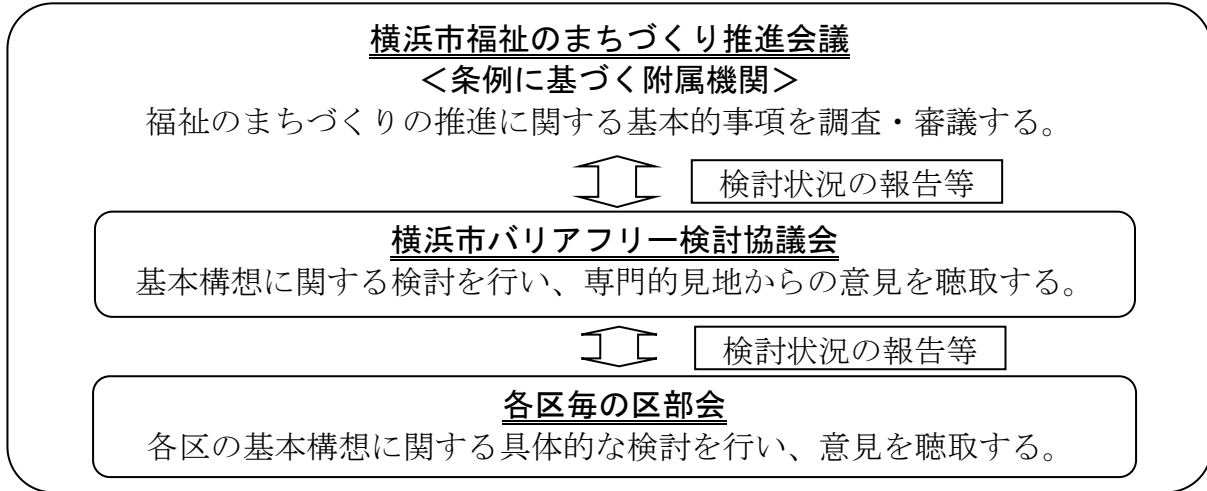 横浜市福祉のまちづくり推進会議
＜条例に基づく附属機関＞
福祉のまちづくりの推進に関する基本的事項を調査・審議する。
検討状況の報告等
横浜市バリアフリー検討協議会
基本構想に関する検討を行い、専門的見地からの意見を聴取する。
検討状況の報告等
各区毎の区部会
各区の基本構想に関する具体的な検討を行い、意見を聴取する。